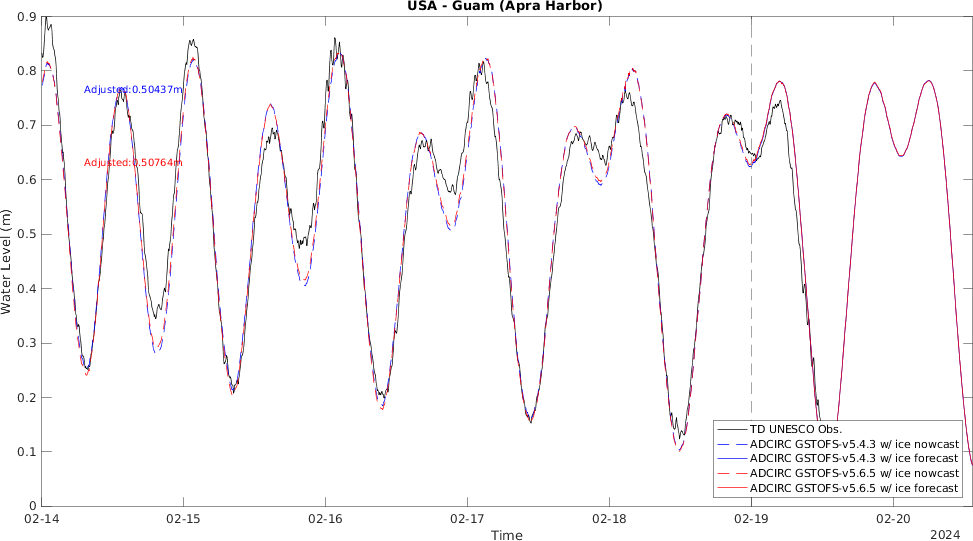 USA - Guam (Apra Harbor)
0.9
0.8
0.7
0.6
0.5
0.4
0.3
0.2
0.1
0
Water Level (m)
Adjusted:0.50437m
Adjusted:0.50764m
TD UNESCO Obs.
ADCIRC GSTOFS-v5.4.3 w/ ice nowcast
ADCIRC GSTOFS-v5.4.3 w/ ice forecast
ADCIRC GSTOFS-v5.6.5 w/ ice nowcast
ADCIRC GSTOFS-v5.6.5 w/ ice forecast
02-14 02-15 02-16 02-17 02-18 02-19 02-20
Time
2024